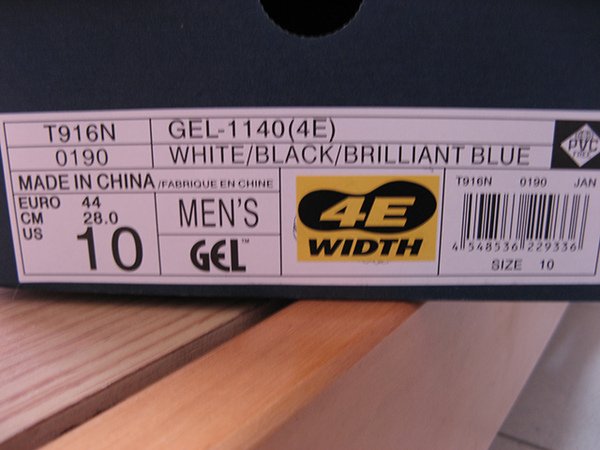 T916N
GEL-1140(4E)
0190
WHITE/BLACK/BRILLIANT BLUE
PVC
MADE IN CHINA/FABRIQUE EN CHINE
EURO 44
CM 28.0
US 10
MEN'S
GEL™
4E
WIDTH
T916N 0190 JAN
4 548536 229336
SIZE 10